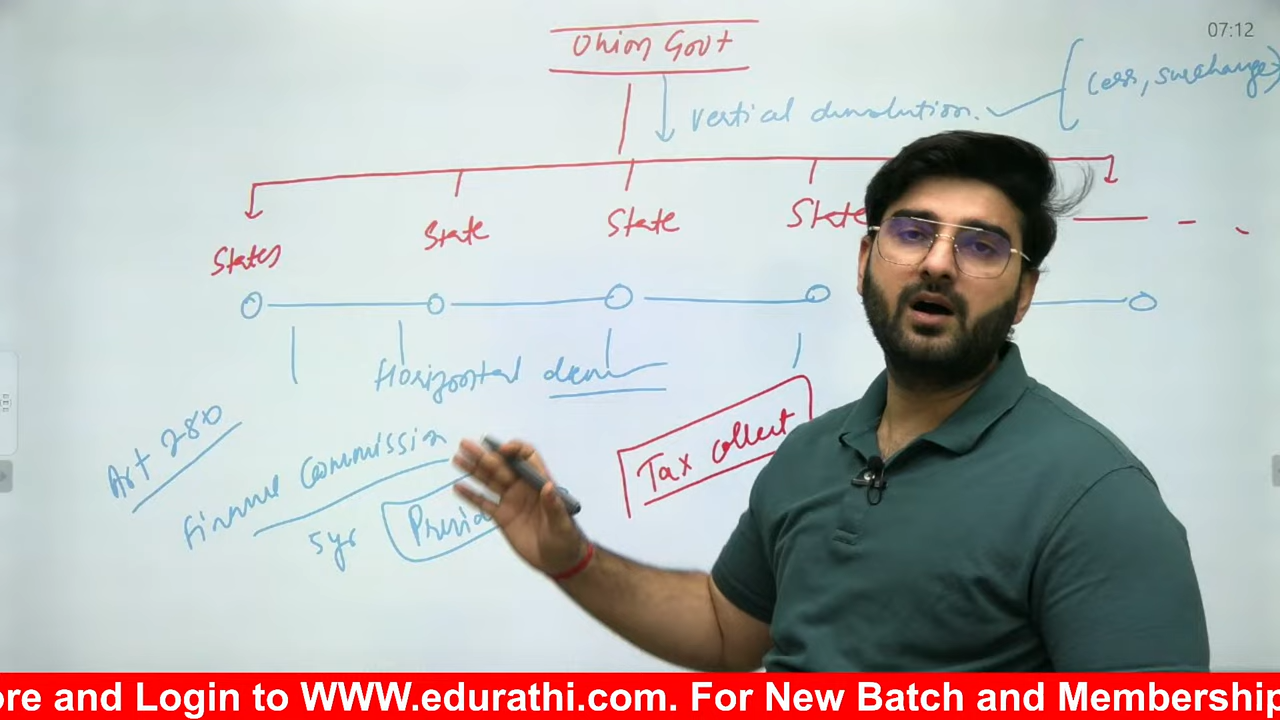 07:12
Union Govt
vertical devolution.
(cess, surcharge)
States
State
State
State
Horizontal
Art 280
Finance Commission
5yr
Tax collect
ore and Login to WWW.edurathi.com. For New Batch and Membership